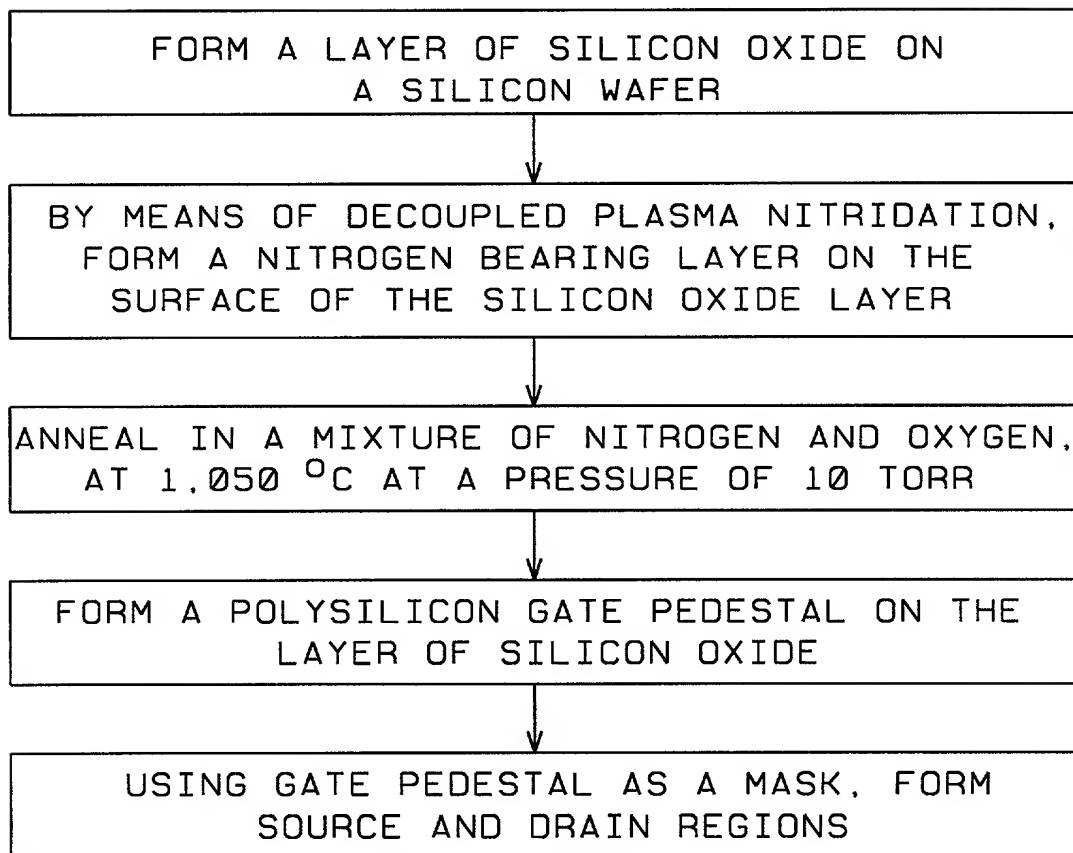 FORM A LAYER OF SILICON OXIDE ON
A SILICON WAFER
BY MEANS OF DECOUPLED PLASMA NITRIDATION,
FORM A NITROGEN BEARING LAYER ON THE
SURFACE OF THE SILICON OXIDE LAYER
ANNEAL IN A MIXTURE OF NITROGEN AND OXYGEN,
AT 1,050 °C AT A PRESSURE OF 10 TORR
FORM A POLYSILICON GATE PEDESTAL ON THE
LAYER OF SILICON OXIDE
USING GATE PEDESTAL AS A MASK, FORM
SOURCE AND DRAIN REGIONS